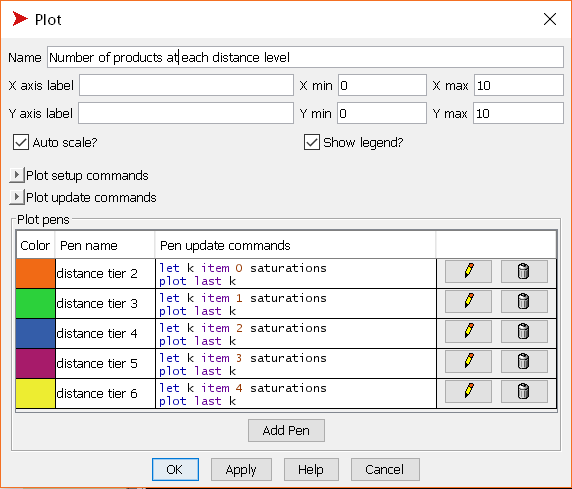 Plot
Name Number of products at each distance level
X axis label X min 0 X max 10
Y axis label Y min 0 Y max 10
Auto scale? Show legend?
Plot setup commands
Plot update commands
Plot pens
Color Pen name Pen update commands
distance tier 2 let k item 0 saturations
plot last k
distance tier 3 let k item 1 saturations
plot last k
distance tier 4 let k item 2 saturations
plot last k
distance tier 5 let k item 3 saturations
plot last k
distance tier 6 let k item 4 saturations
plot last k
Add Pen
OK Apply Help Cancel